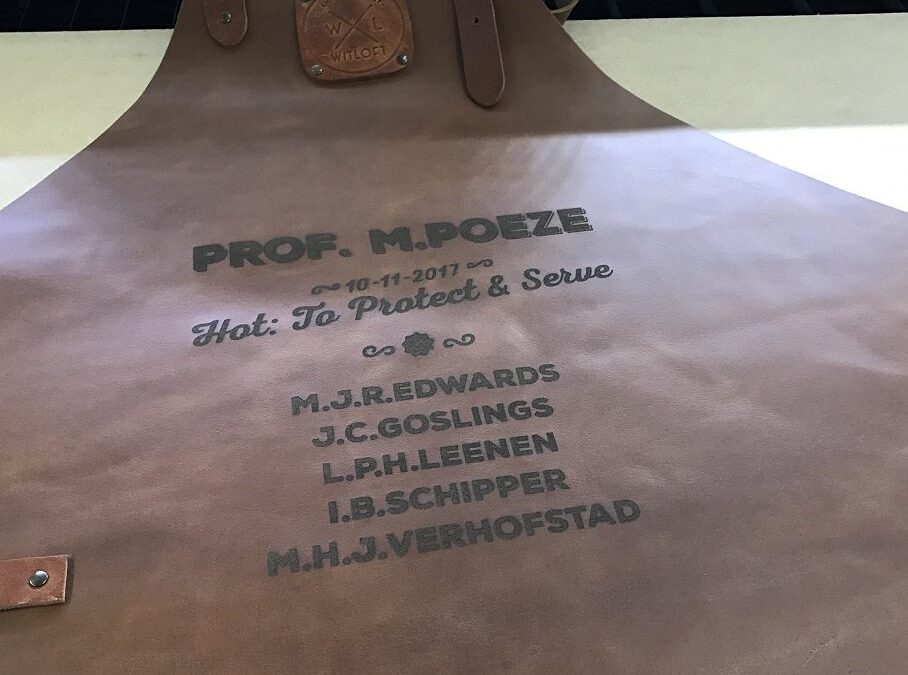 W L
WITLOFT
PROF. M.POEZE
10-11-2017
Hot: To Protect & Serve
M.J.R.EDWARDS
J.C.GOSLINGS
L.P.H.LEENEN
I.B.SCHIPPER
M.H.J.VERHOFSTAD